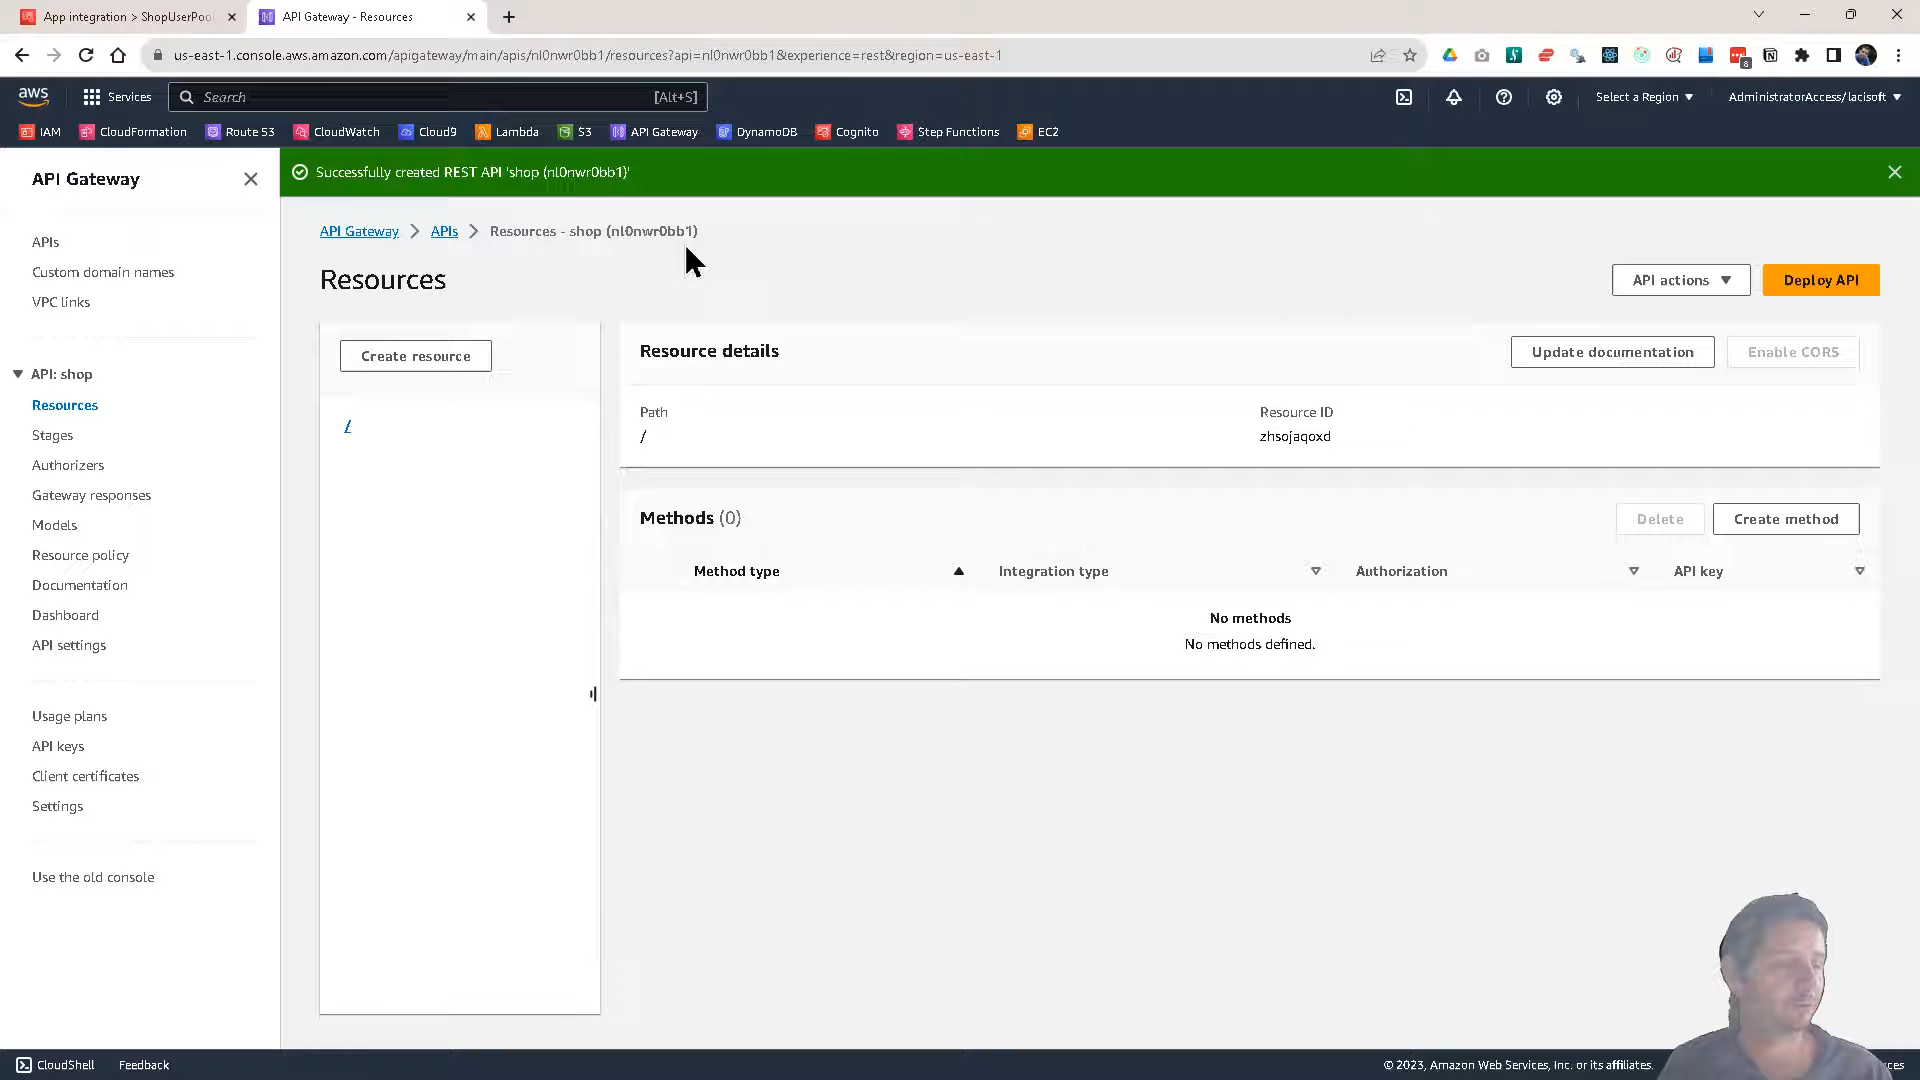 App integration > ShopUserPoo
API Gateway - Resources
us-east-1.console.aws.amazon.com/apigateway/main/apis/nl0nwr0bb1/resources?api=nl0nwr0bb1&experience=rest&region=us-east-1
8
aws
Services
Search
[Alt+S]
Select a Region
AdministratorAccess/lacisoft
IAM
CloudFormation
Route 53
CloudWatch
Cloud9
Lambda
S3
API Gateway
DynamoDB
Cognito
Step Functions
EC2
API Gateway
Successfully created REST API 'shop (nl0nwr0bb1)'
API Gateway
APIs
Resources - shop (nl0nwr0bb1)
Resources
API actions
Deploy API
APIs
Custom domain names
VPC links
API: shop
Resources
Stages
Authorizers
Gateway responses
Models
Resource policy
Documentation
Dashboard
API settings
Usage plans
API keys
Client certificates
Settings
Use the old console
Create resource
/
Resource details
Update documentation
Enable CORS
Path
/
Resource ID
zhsojaqoxd
Methods (0)
Delete
Create method
Method type
Integration type
Authorization
API key
No methods
No methods defined.
CloudShell
Feedback
© 2023, Amazon Web Services, Inc. or its affiliates.